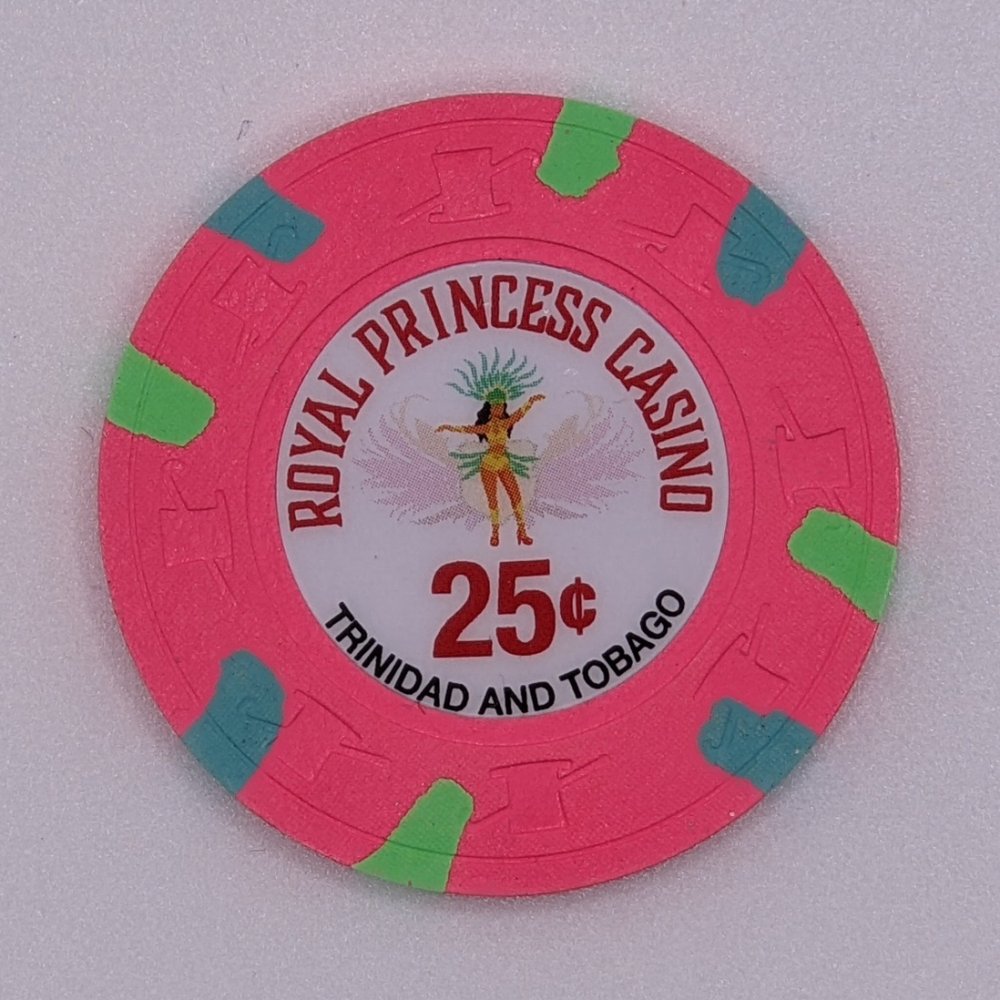 ROYAL PRINCESS CASINO
25¢
TRINIDAD AND TOBAGO